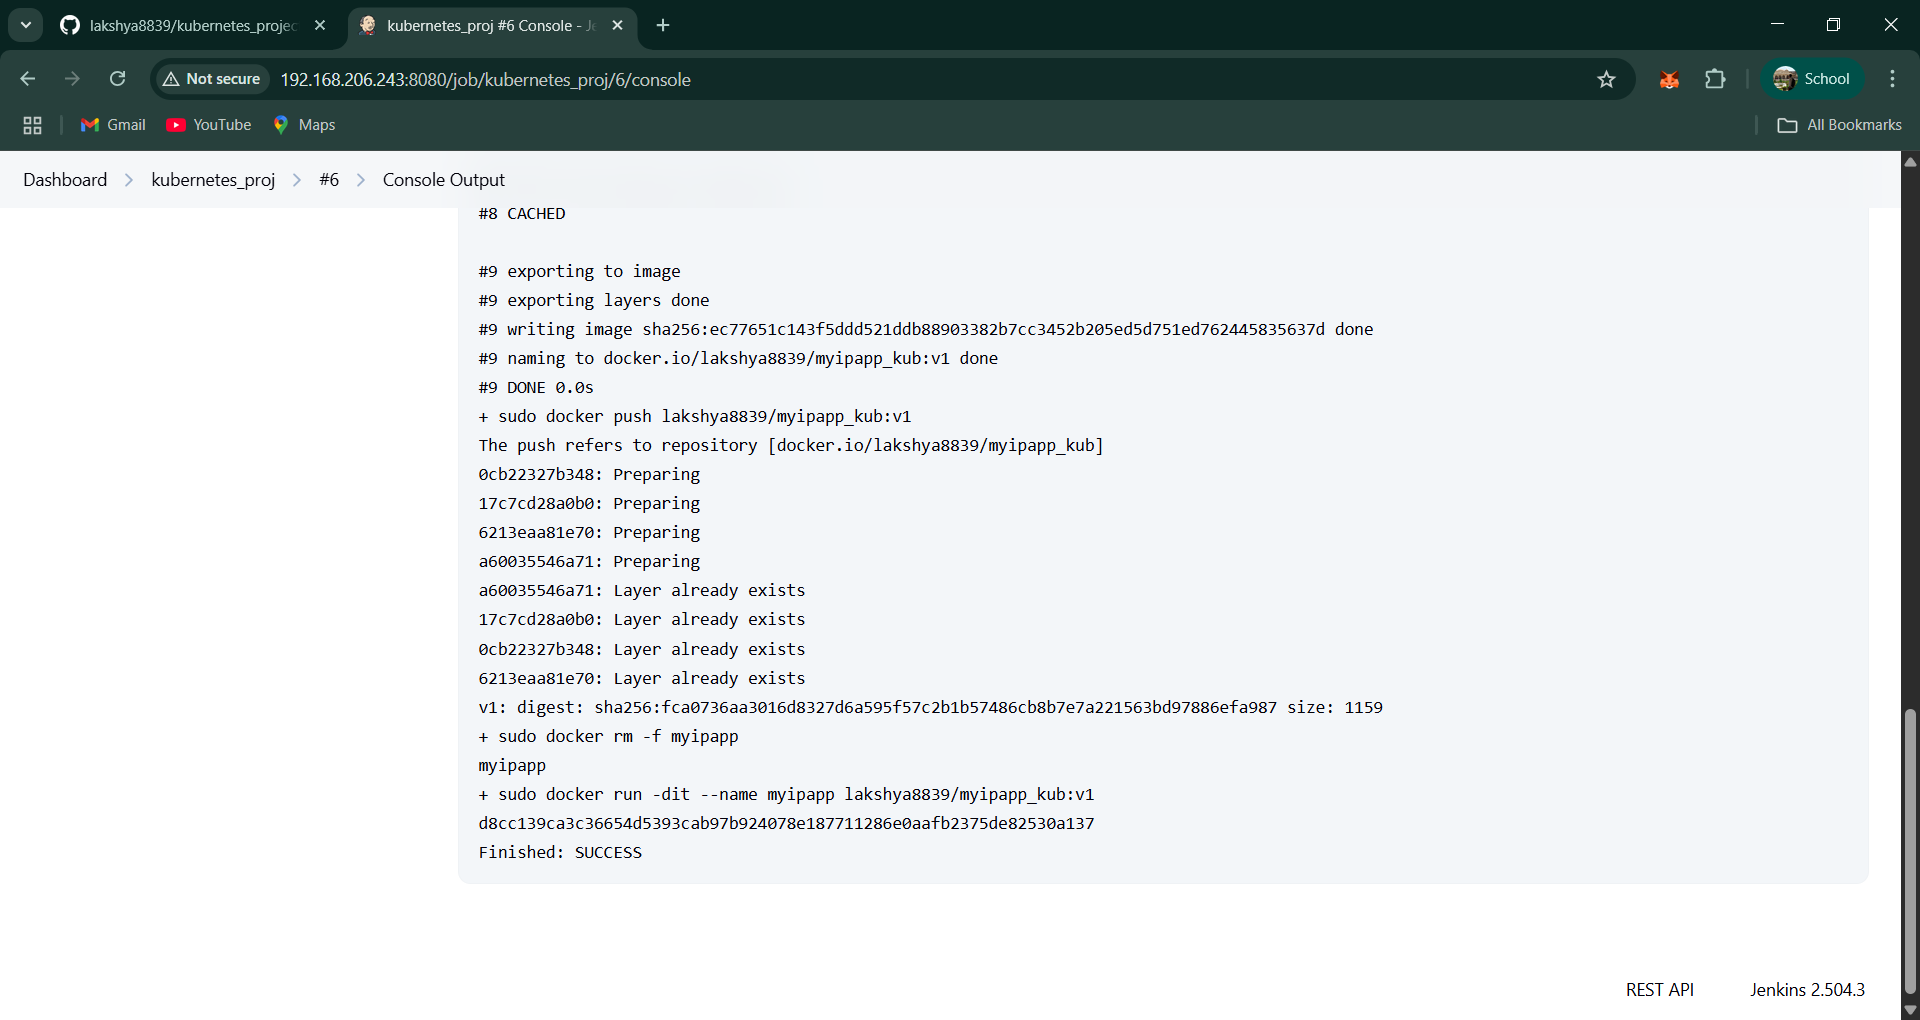 lakshya8839/kubernetes_projec
kubernetes_proj #6 Console - Je
Not secure
192.168.206.243:8080/job/kubernetes_proj/6/console
School
Gmail
YouTube
Maps
All Bookmarks
Dashboard
kubernetes_proj
#6
Console Output
#8 CACHED
#9 exporting to image
#9 exporting layers done
#9 writing image sha256:ec77651c143f5ddd521ddb88903382b7cc3452b205ed5d751ed762445835637d done
#9 naming to docker.io/lakshya8839/myipapp_kub:v1 done
#9 DONE 0.0s
+ sudo docker push lakshya8839/myipapp_kub:v1
The push refers to repository [docker.io/lakshya8839/myipapp_kub]
0cb22327b348: Preparing
17c7cd28a0b0: Preparing
6213eaa81e70: Preparing
a60035546a71: Preparing
a60035546a71: Layer already exists
17c7cd28a0b0: Layer already exists
0cb22327b348: Layer already exists
6213eaa81e70: Layer already exists
v1: digest: sha256:fca0736aa3016d8327d6a595f57c2b1b57486cb8b7e7a221563bd97886efa987 size: 1159
+ sudo docker rm -f myipapp
myipapp
+ sudo docker run -dit --name myipapp lakshya8839/myipapp_kub:v1
d8cc139ca3c36654d5393cab97b924078e187711286e0aafb2375de82530a137
Finished: SUCCESS
REST API
Jenkins 2.504.3